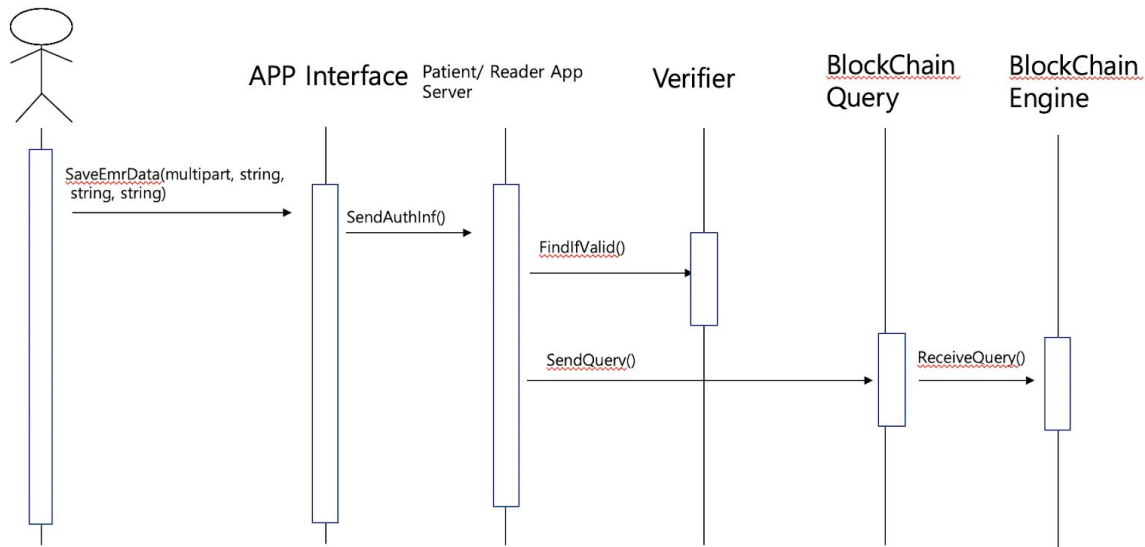 APP Interface
Patient/ Reader App
Server
Verifier
BlockChain
Query
BlockChain
Engine
SaveEmrData(multipart, string,
string, string)
SendAuthInf()
FindIfValid()
SendQuery()
ReceiveQuery()